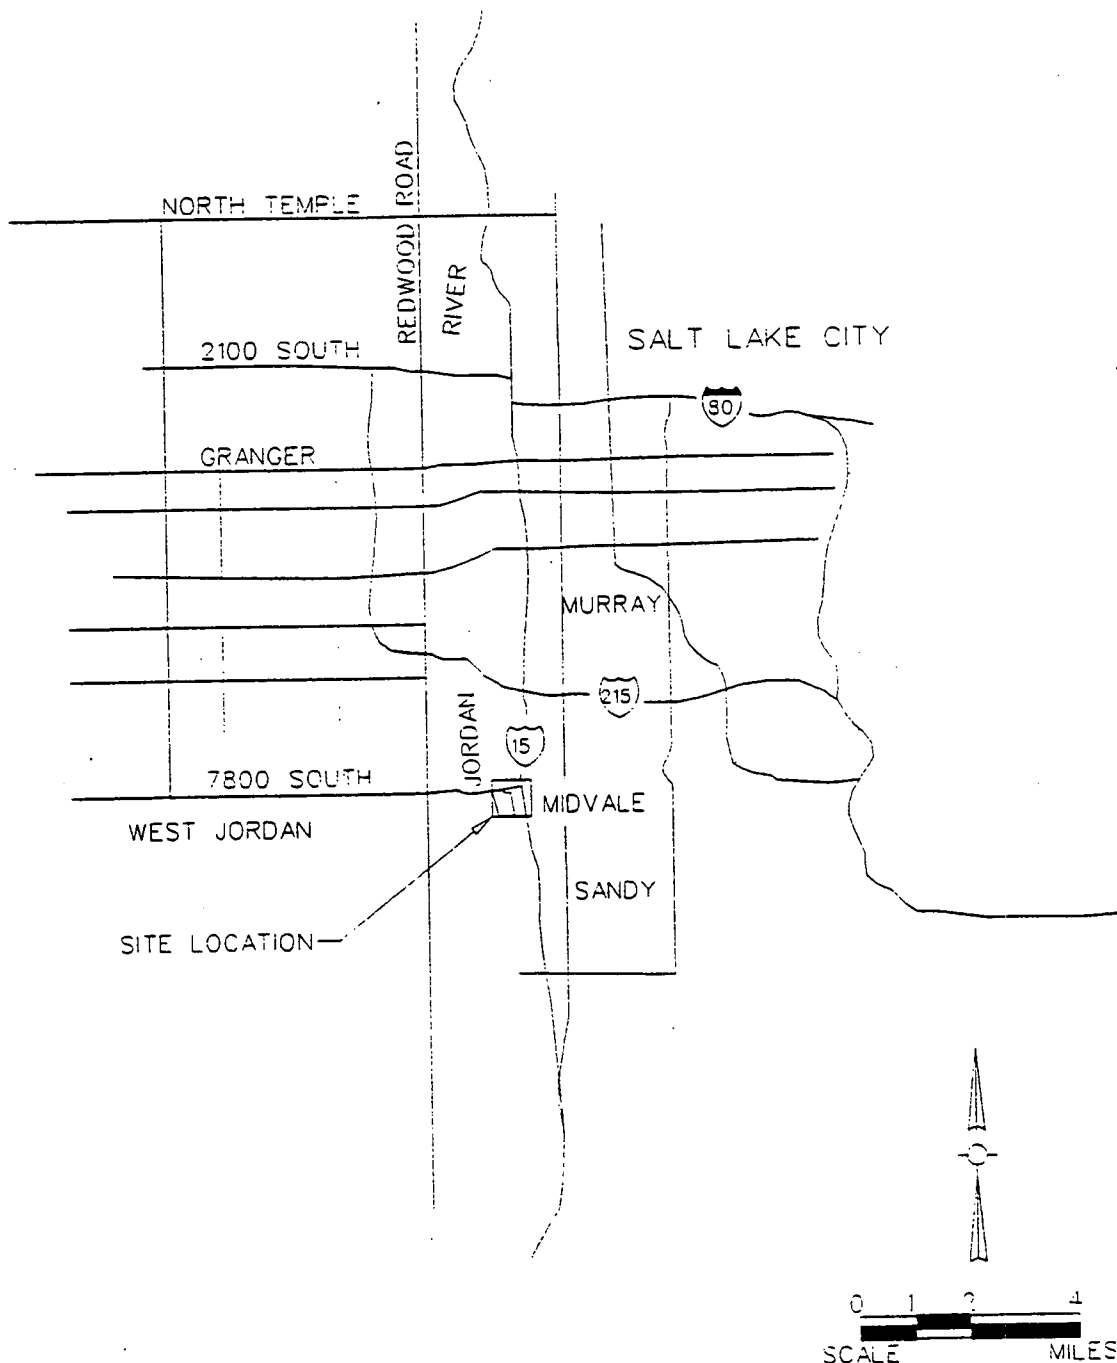 NORTH TEMPLE
REDWOOD ROAD
RIVER
2100 SOUTH
SALT LAKE CITY
80
GRANGER
MURRAY
215
JORDAN
15
7800 SOUTH
MIDVALE
WEST JORDAN
SANDY
SITE LOCATION
0 1 2 4
SCALE MILES